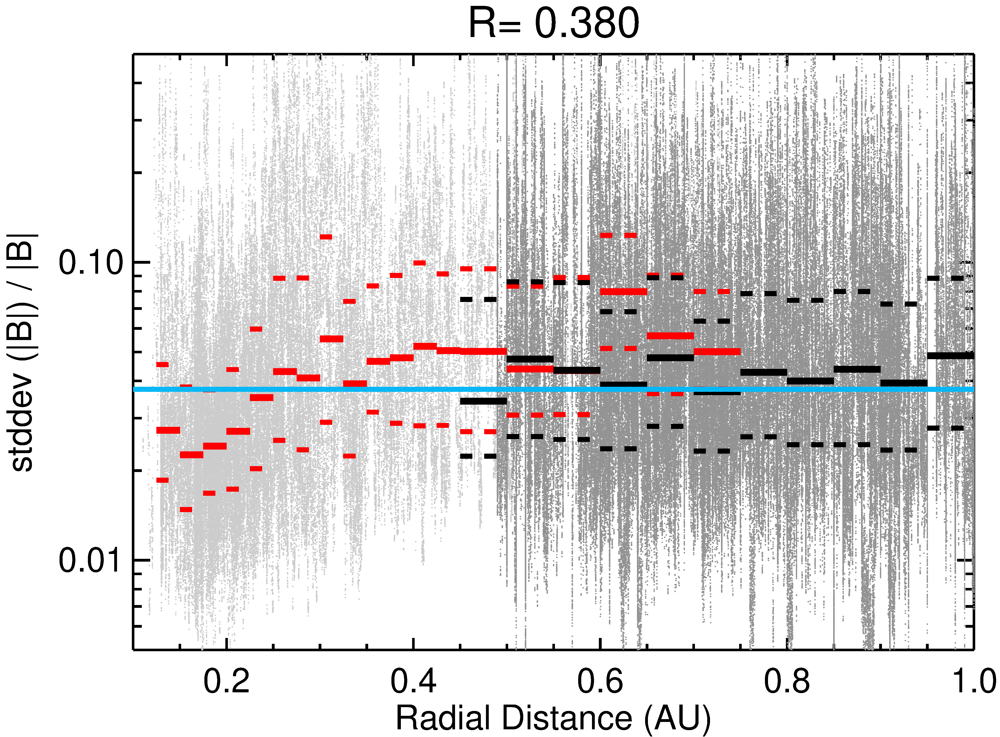 R= 0.380
stddev (|B|) / |B|
0.10
0.01
0.2 0.4 0.6 0.8 1.0
Radial Distance (AU)